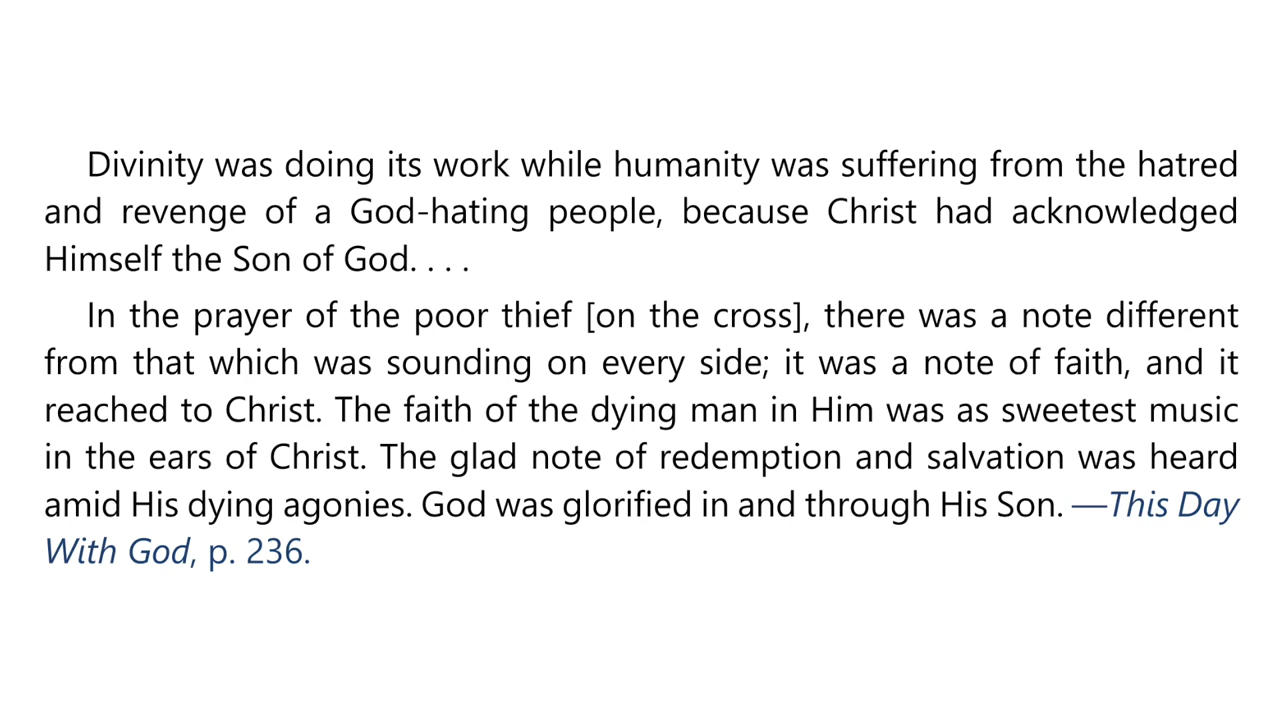 Divinity was doing its work while humanity was suffering from the hatred
and revenge of a God-hating people, because Christ had acknowledged
Himself the Son of God. . . .
In the prayer of the poor thief [on the cross], there was a note different
from that which was sounding on every side; it was a note of faith, and it
reached to Christ. The faith of the dying man in Him was as sweetest music
in the ears of Christ. The glad note of redemption and salvation was heard
amid His dying agonies. God was glorified in and through His Son. —This Day
With God, p. 236.